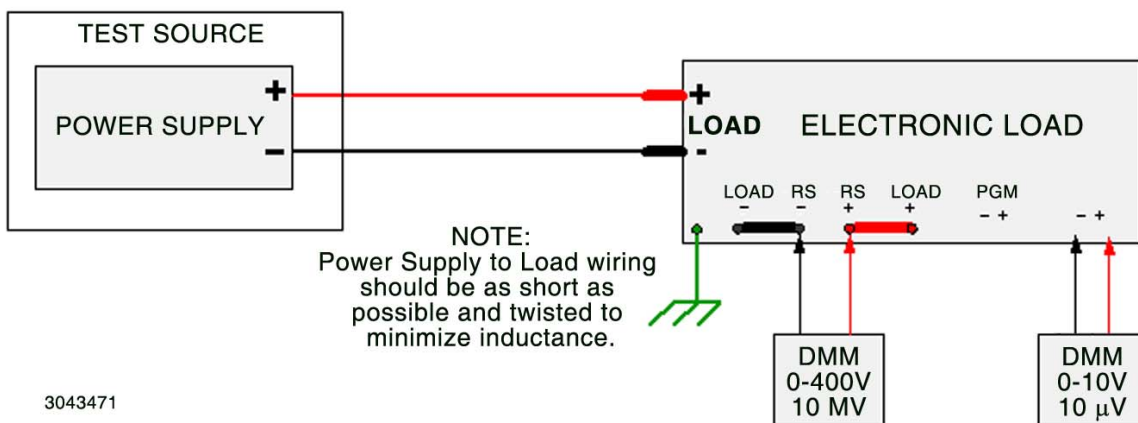 TEST SOURCE
POWER SUPPLY
+
−
+
LOAD
-
ELECTRONIC LOAD
LOAD RS RS LOAD PGM
− − + + − + − +
NOTE:
Power Supply to Load wiring
should be as short as
possible and twisted to
minimize inductance.
DMM
0-400V
10 MV
DMM
0-10V
10 µV
3043471